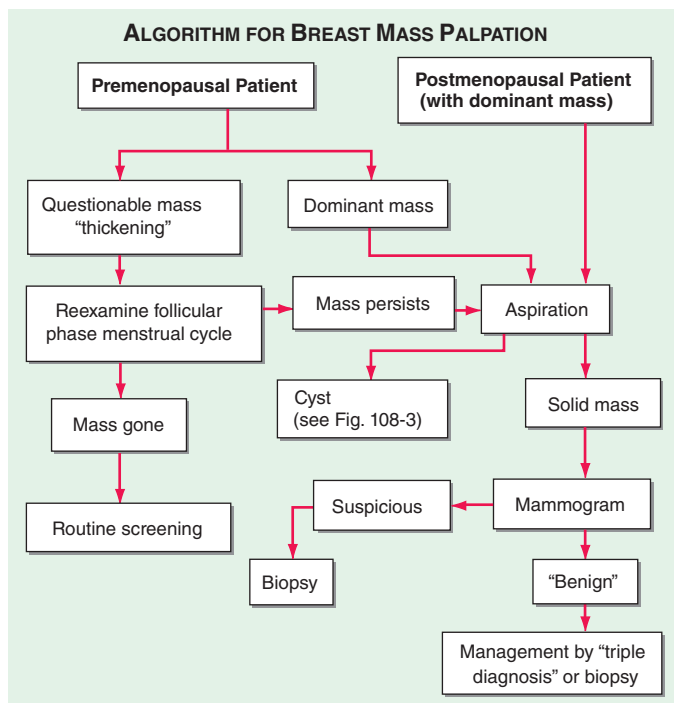 ALGORITHM FOR BREAST MASS PALPATION
Premenopausal Patient
Postmenopausal Patient
(with dominant mass)
Questionable mass
“thickening”
Dominant mass
Reexamine follicular
phase menstrual cycle
Mass persists
Aspiration
Cyst
(see Fig. 108-3)
Solid mass
Mass gone
Routine screening
Suspicious
Mammogram
Biopsy
“Benign”
Management by “triple
diagnosis” or biopsy